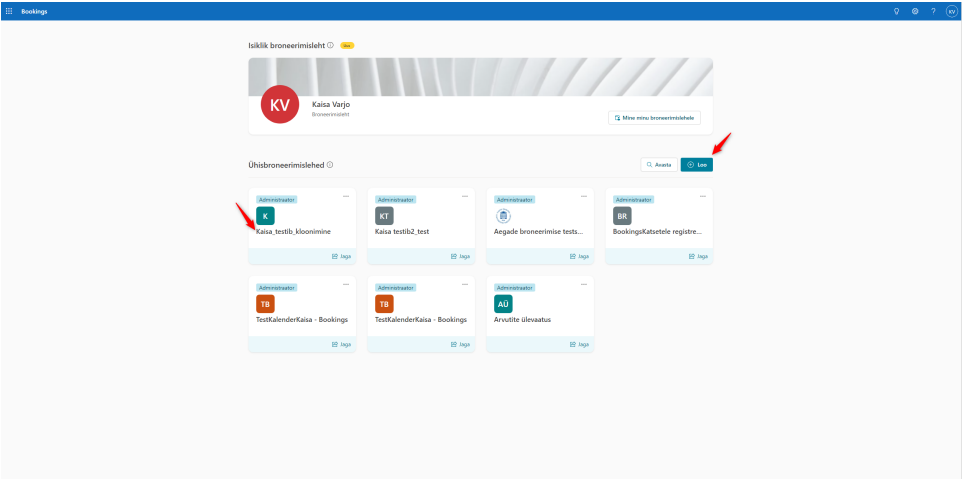 Bookings
KV
Isiklik broneerimisleht
KV
Kaisa Varjo
Broneerimisleht
Mine minu broneerimislehele
Ühisbroneerimislehed
Avasta
Loo
Administraator
K
Kaisa_testib_kloonimine
Jaga
Administraator
KT
Kaisa testib2_test
Jaga
Administraator
Aegade broneerimise tests...
Jaga
Administraator
BR
BookingsKatsetele registre...
Jaga
Administraator
TB
TestKalenderKaisa - Bookings
Jaga
Administraator
TB
TestKalenderKaisa - Bookings
Jaga
Administraator
AÜ
Arvutite ülevaatus
Jaga